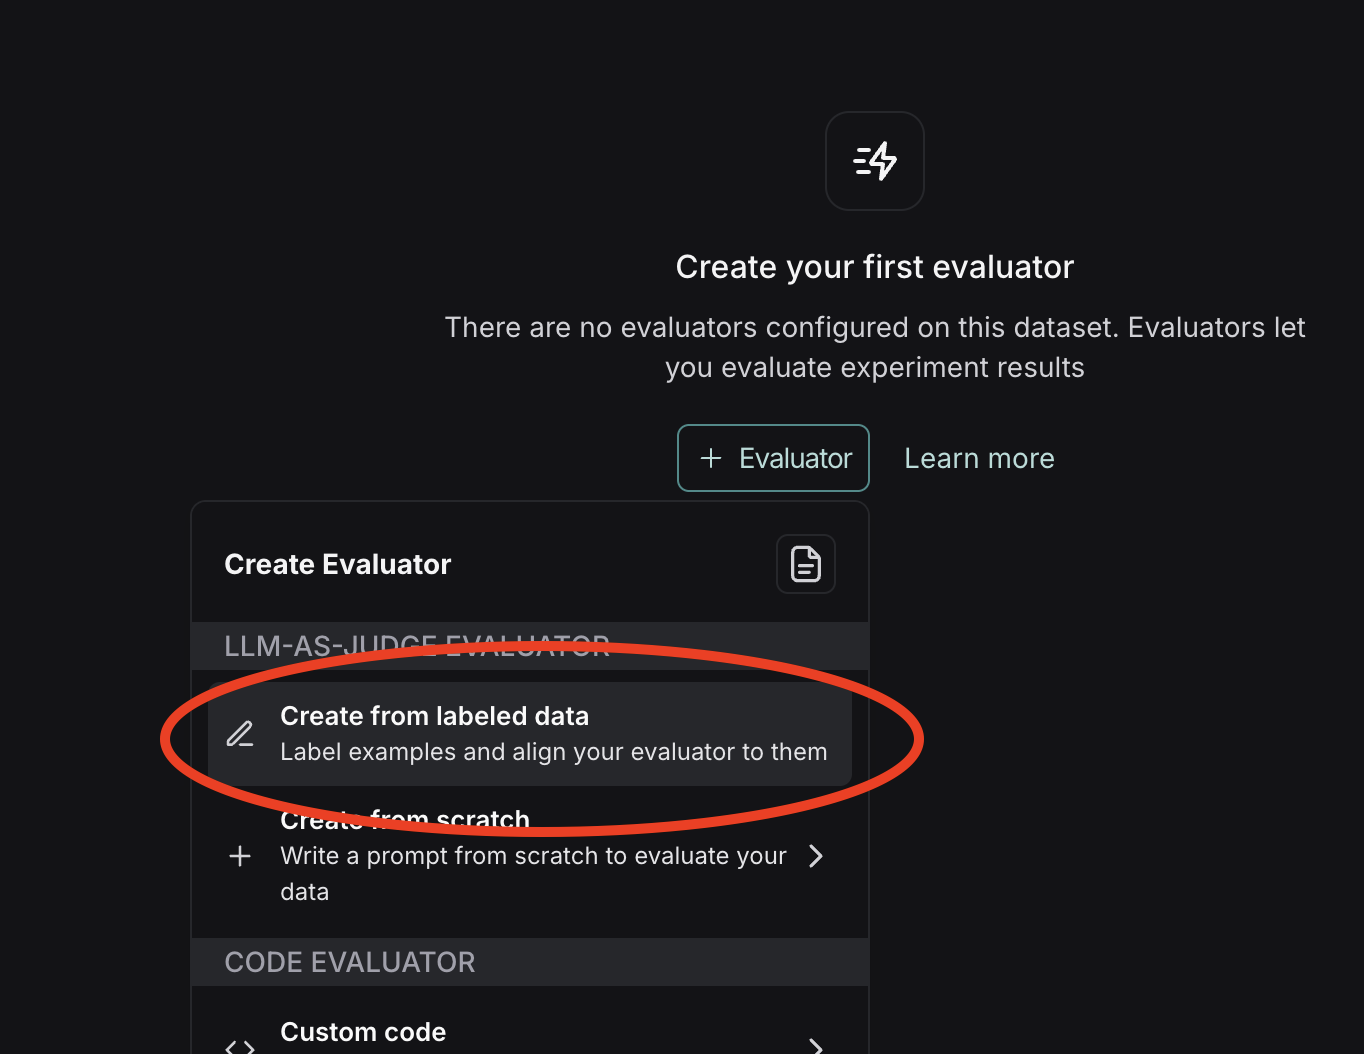 Create your first evaluator
There are no evaluators configured on this dataset. Evaluators let
you evaluate experiment results
+ Evaluator
Learn more
Create Evaluator
LLM-AS-JUDGE EVALUATOR
Create from labeled data
Label examples and align your evaluator to them
Create from scratch
Write a prompt from scratch to evaluate your
data
CODE EVALUATOR
Custom code